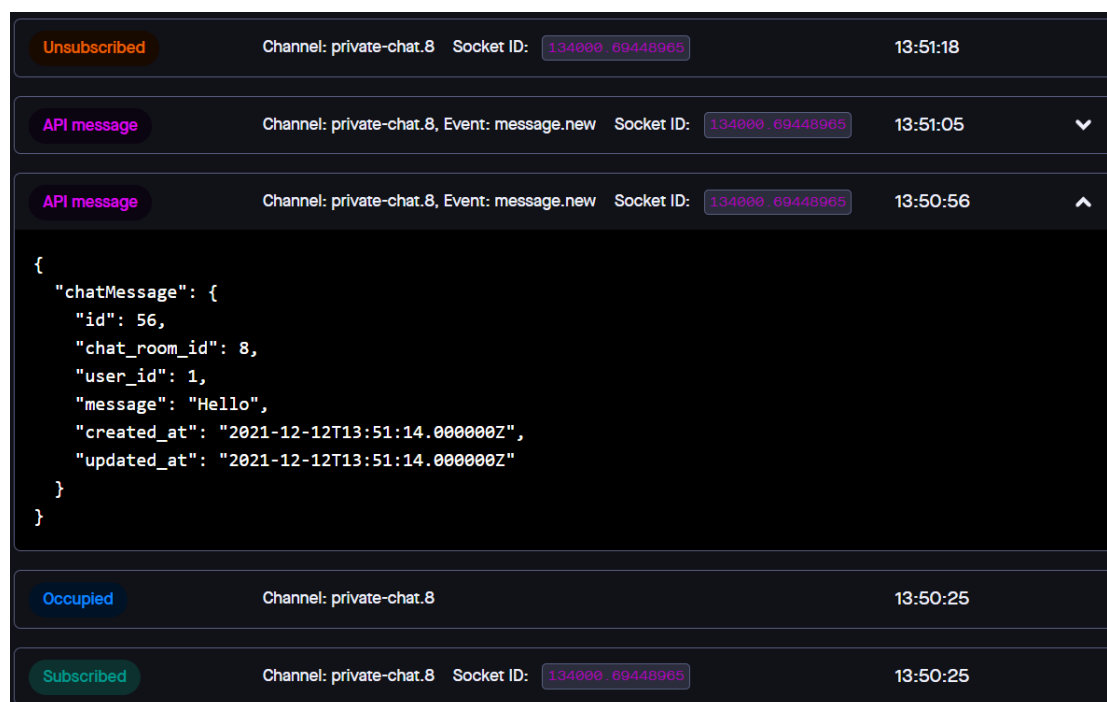 Unsubscribed Channel: private-chat.8 Socket ID: 134000.69448965 13:51:18
API message Channel: private-chat.8, Event: message.new Socket ID: 134000.69448965 13:51:05
API message Channel: private-chat.8, Event: message.new Socket ID: 134000.69448965 13:50:56
{
"chatMessage": {
"id": 56,
"chat_room_id": 8,
"user_id": 1,
"message": "Hello",
"created_at": "2021-12-12T13:51:14.000000Z",
"updated_at": "2021-12-12T13:51:14.000000Z"
}
}
Occupied Channel: private-chat.8 13:50:25
Subscribed Channel: private-chat.8 Socket ID: 134000.69448965 13:50:25